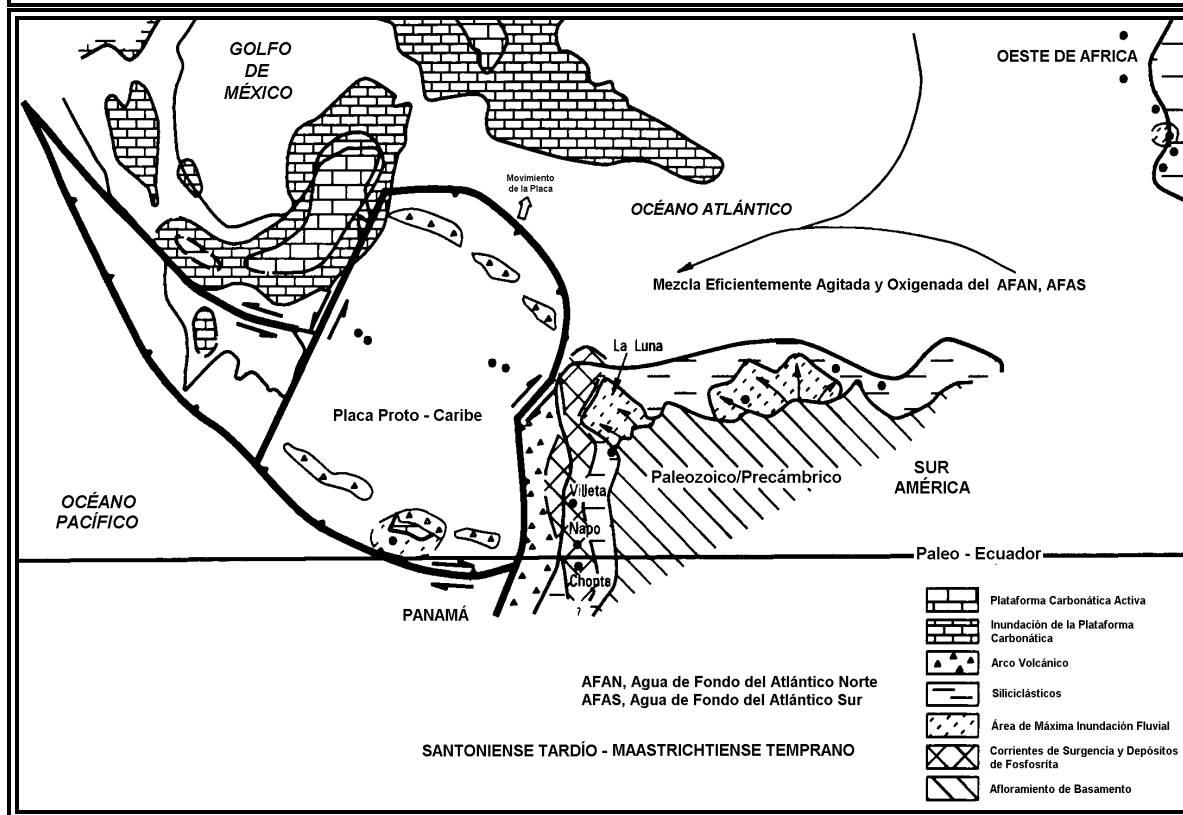 GOLFO
DE
MÉXICO
OESTE DE AFRICA
Movimiento
de la Placa
OCÉANO ATLÁNTICO
Mezcla Eficientemente Agitada y Oxigenada del AFAN, AFAS
La Luna
Placa Proto - Caribe
Paleozoico/Precámbrico
SUR
AMÉRICA
OCÉANO
PACÍFICO
Villeta
Napo
Paleo - Ecuador
Chonta
?
PANAMÁ
Plataforma Carbonática Activa
Inundación de la Plataforma
Carbonática
Arco Volcánico
Siliciclásticos
Área de Máxima Inundación Fluvial
Corrientes de Surgencia y Depósitos
de Fosfosrita
Afloramiento de Basamento
AFAN, Agua de Fondo del Atlántico Norte
AFAS, Agua de Fondo del Atlántico Sur
SANTONIENSE TARDÍO - MAASTRICHTIENSE TEMPRANO